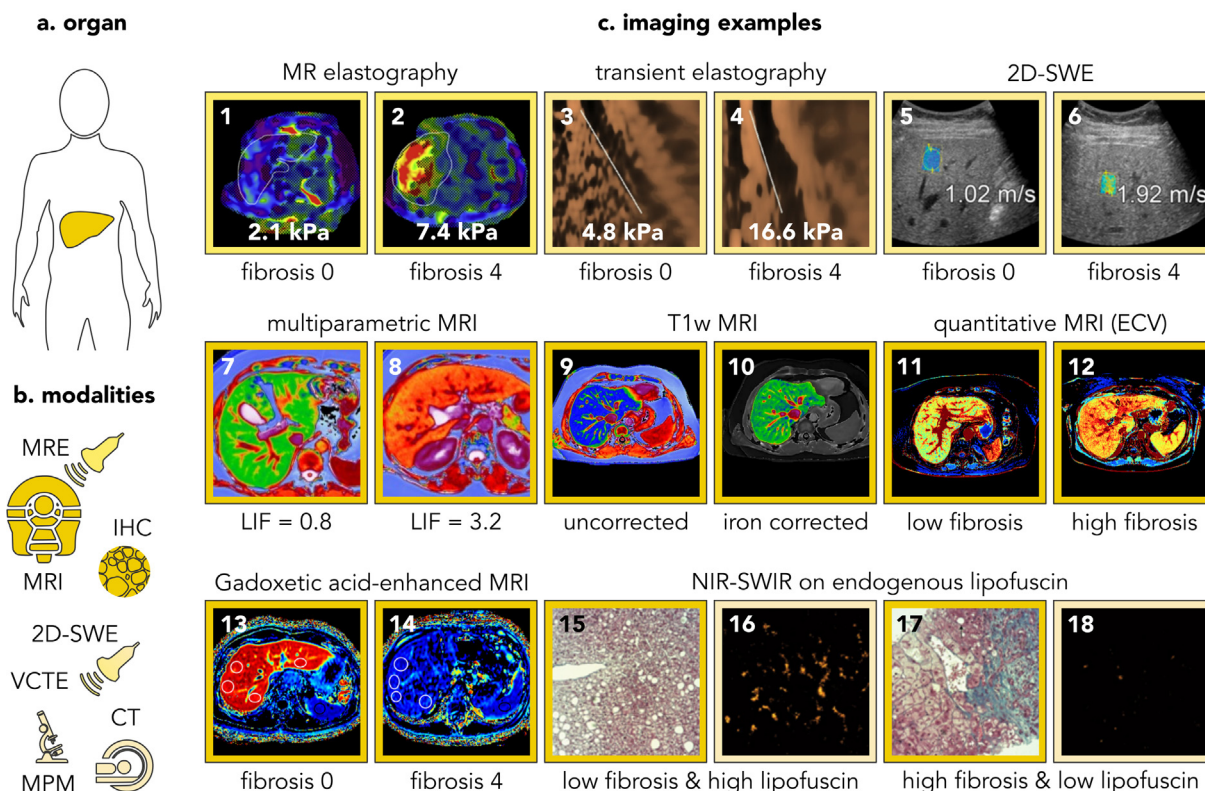 a. organ
c. imaging examples
MR elastography
transient elastography
2D-SWE
1
2
3
4
5
6
2.1 kPa
7.4 kPa
4.8 kPa
16.6 kPa
1.02 m/s
1.92 m/s
fibrosis 0
fibrosis 4
fibrosis 0
fibrosis 4
fibrosis 0
fibrosis 4
multiparametric MRI
T1w MRI
quantitative MRI (ECV)
7
8
9
10
11
12
LIF = 0.8
LIF = 3.2
uncorrected
iron corrected
low fibrosis
high fibrosis
b. modalities
MRE
IHC
MRI
2D-SWE
VCTE
CT
MPM
Gadoxetic acid-enhanced MRI
NIR-SWIR on endogenous lipofuscin
13
14
15
16
17
18
fibrosis 0
fibrosis 4
low fibrosis & high lipofuscin
high fibrosis & low lipofuscin